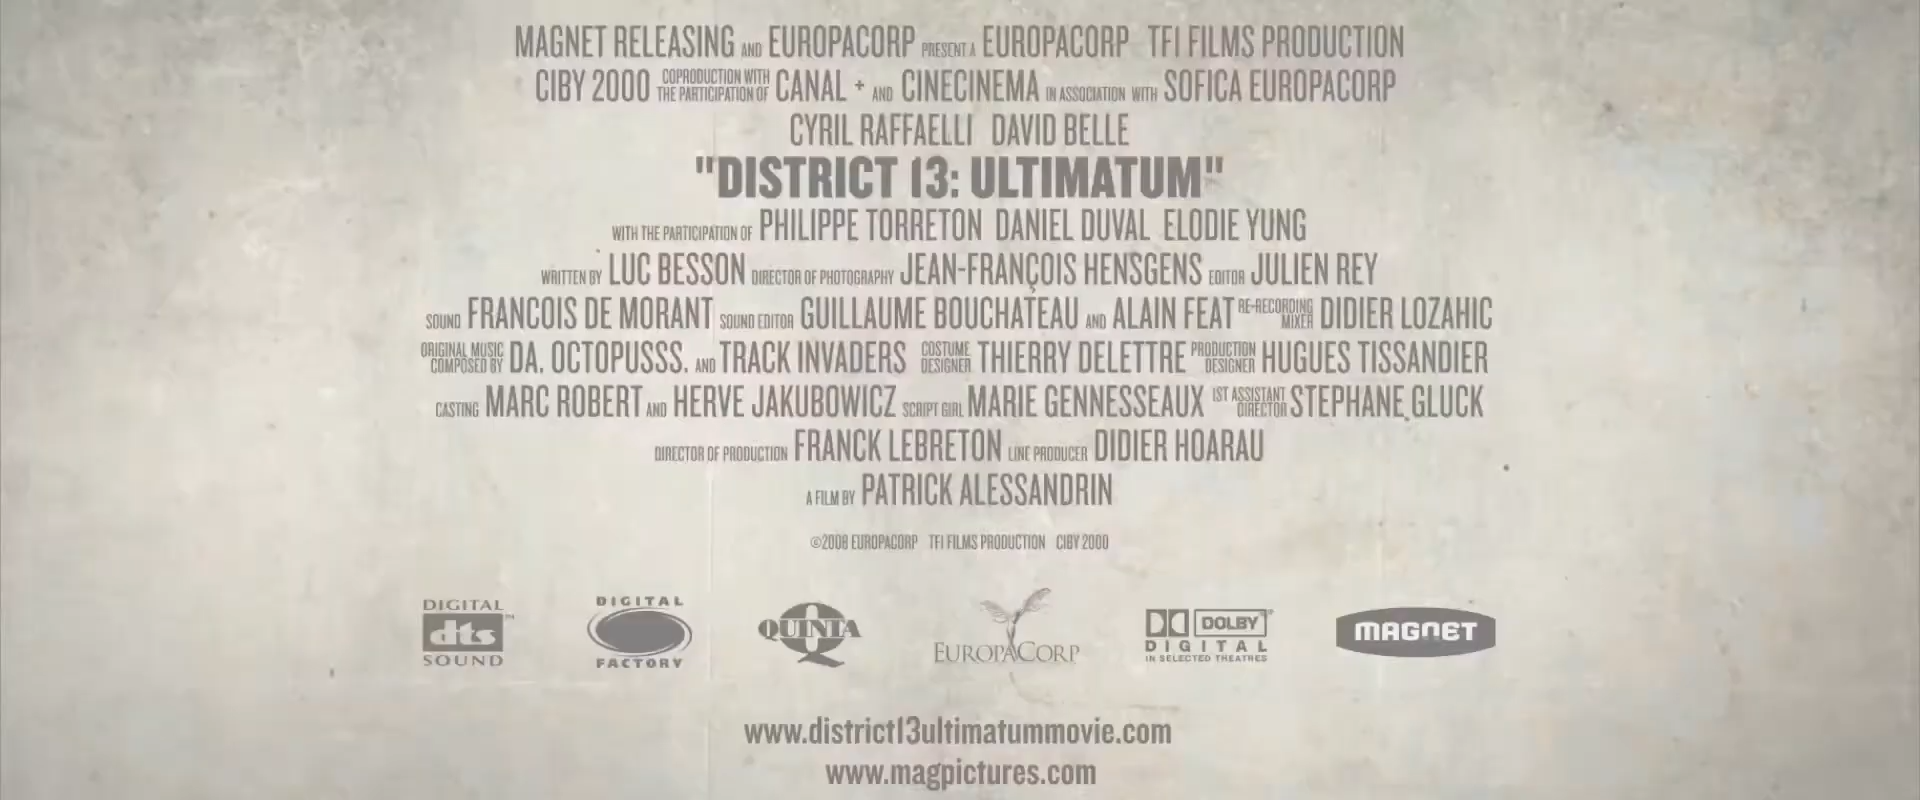 MAGNET RELEASING AND EUROPACORP PRESENT A EUROPACORP TF1 FILMS PRODUCTION
CIBY 2000 COPRODUCTION WITH THE PARTICIPATION OF CANAL + AND CINECINEMA IN ASSOCIATION WITH SOFICA EUROPACORP
CYRIL RAFFAELLI DAVID BELLE
"DISTRICT 13: ULTIMATUM"
WITH THE PARTICIPATION OF PHILIPPE TORRETON DANIEL DUVAL ELODIE YUNG
WRITTEN BY LUC BESSON DIRECTOR OF PHOTOGRAPHY JEAN-FRANÇOIS HENSGENS EDITOR JULIEN REY
SOUND FRANCOIS DE MORANT SOUND EDITOR GUILLAUME BOUCHATEAU AND ALAIN FEAT RE-RECORDING MIXER DIDIER LOZAHIC
ORIGINAL MUSIC COMPOSED BY DA. OCTOPUSSS. AND TRACK INVADERS COSTUME DESIGNER THIERRY DELETTRE PRODUCTION DESIGNER HUGUES TISSANDIER
CASTING MARC ROBERT AND HERVE JAKUBOWICZ SCRIPT GIRL MARIE GENNESSEAUX 1ST ASSISTANT DIRECTOR STEPHANE GLUCK
DIRECTOR OF PRODUCTION FRANCK LEBRETON LINE PRODUCER DIDIER HOARAU
A FILM BY PATRICK ALESSANDRIN
©2008 EUROPACORP TF1 FILMS PRODUCTION CIBY 2000
DIGITAL dts SOUND ™
DIGITAL FACTORY
QUINTA
EUROPACORP
DOLBY DIGITAL IN SELECTED THEATRES
MAGNET
www.district13ultimatummovie.com
www.magpictures.com